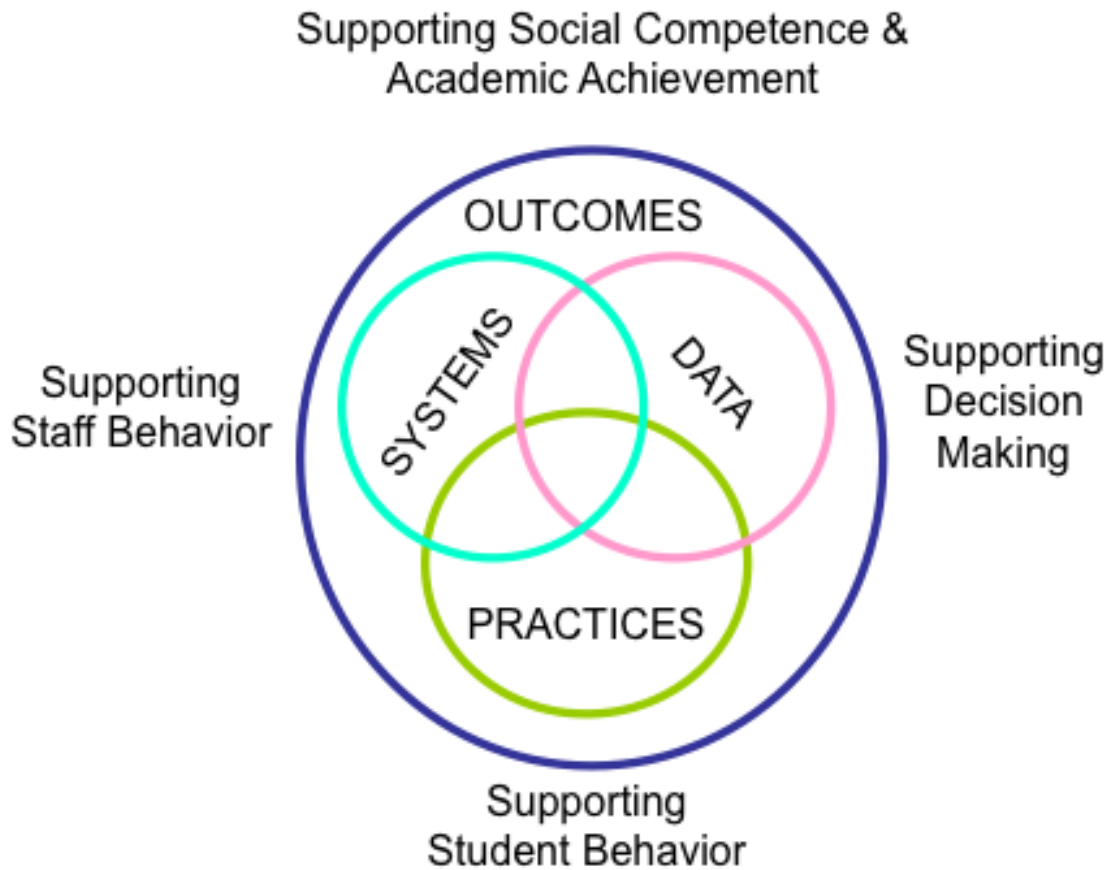 Supporting Social Competence &
Academic Achievement
OUTCOMES
SYSTEMS
DATA
Supporting
Staff Behavior
Supporting
Decision
Making
PRACTICES
Supporting
Student Behavior